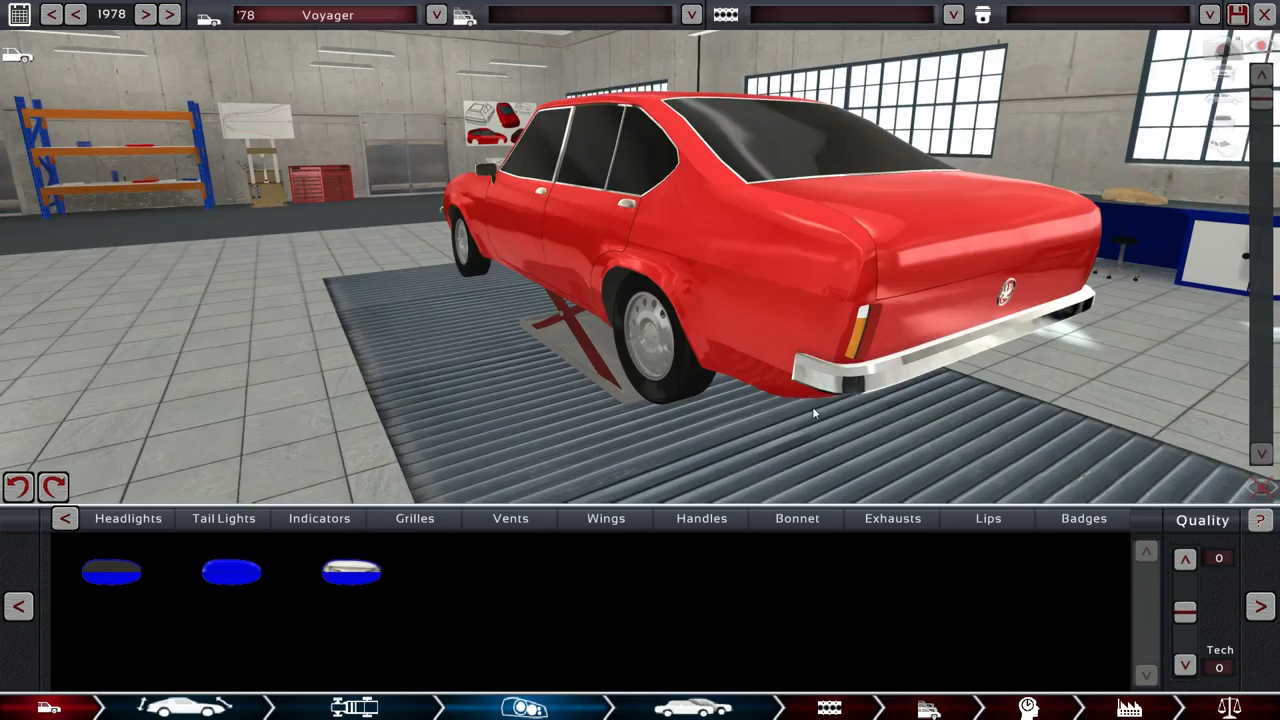 1978 '78 Voyager
Headlights Tail Lights Indicators Grilles Vents Wings Handles Bonnet Exhausts Lips Badges Quality ?
0
Tech
0